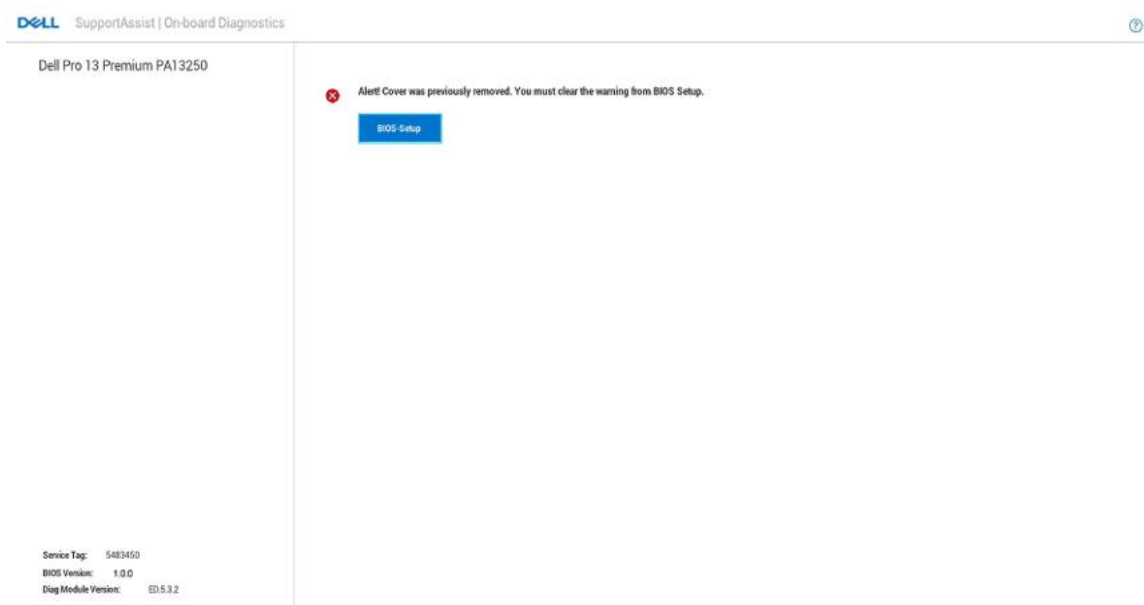 DELL SupportAssist | On-board Diagnostics
?
Dell Pro 13 Premium PA13250
Alert! Cover was previously removed. You must clear the warning from BIOS Setup.
BIOS-Setup
Service Tag: 5483450
BIOS Version: 1.0.0
Diag Module Version: ED.5.3.2